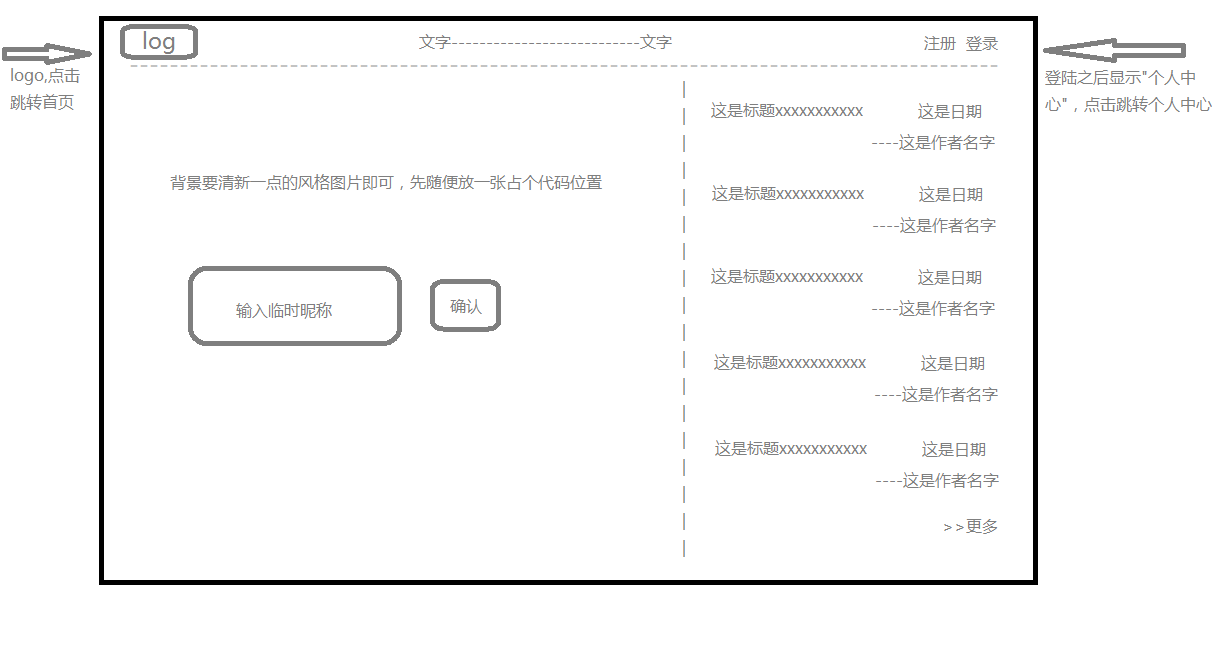 log
文字---------------------------文字
注册 登录
logo,点击
跳转首页
登陆之后显示"个人中
心"，点击跳转个人中心
背景要清新一点的风格图片即可，先随便放一张占个代码位置
输入临时昵称
确认
这是标题xxxxxxxxxxx 这是日期
----这是作者名字
这是标题xxxxxxxxxxx 这是日期
----这是作者名字
这是标题xxxxxxxxxxx 这是日期
----这是作者名字
这是标题xxxxxxxxxxx 这是日期
----这是作者名字
这是标题xxxxxxxxxxx 这是日期
----这是作者名字
>>更多